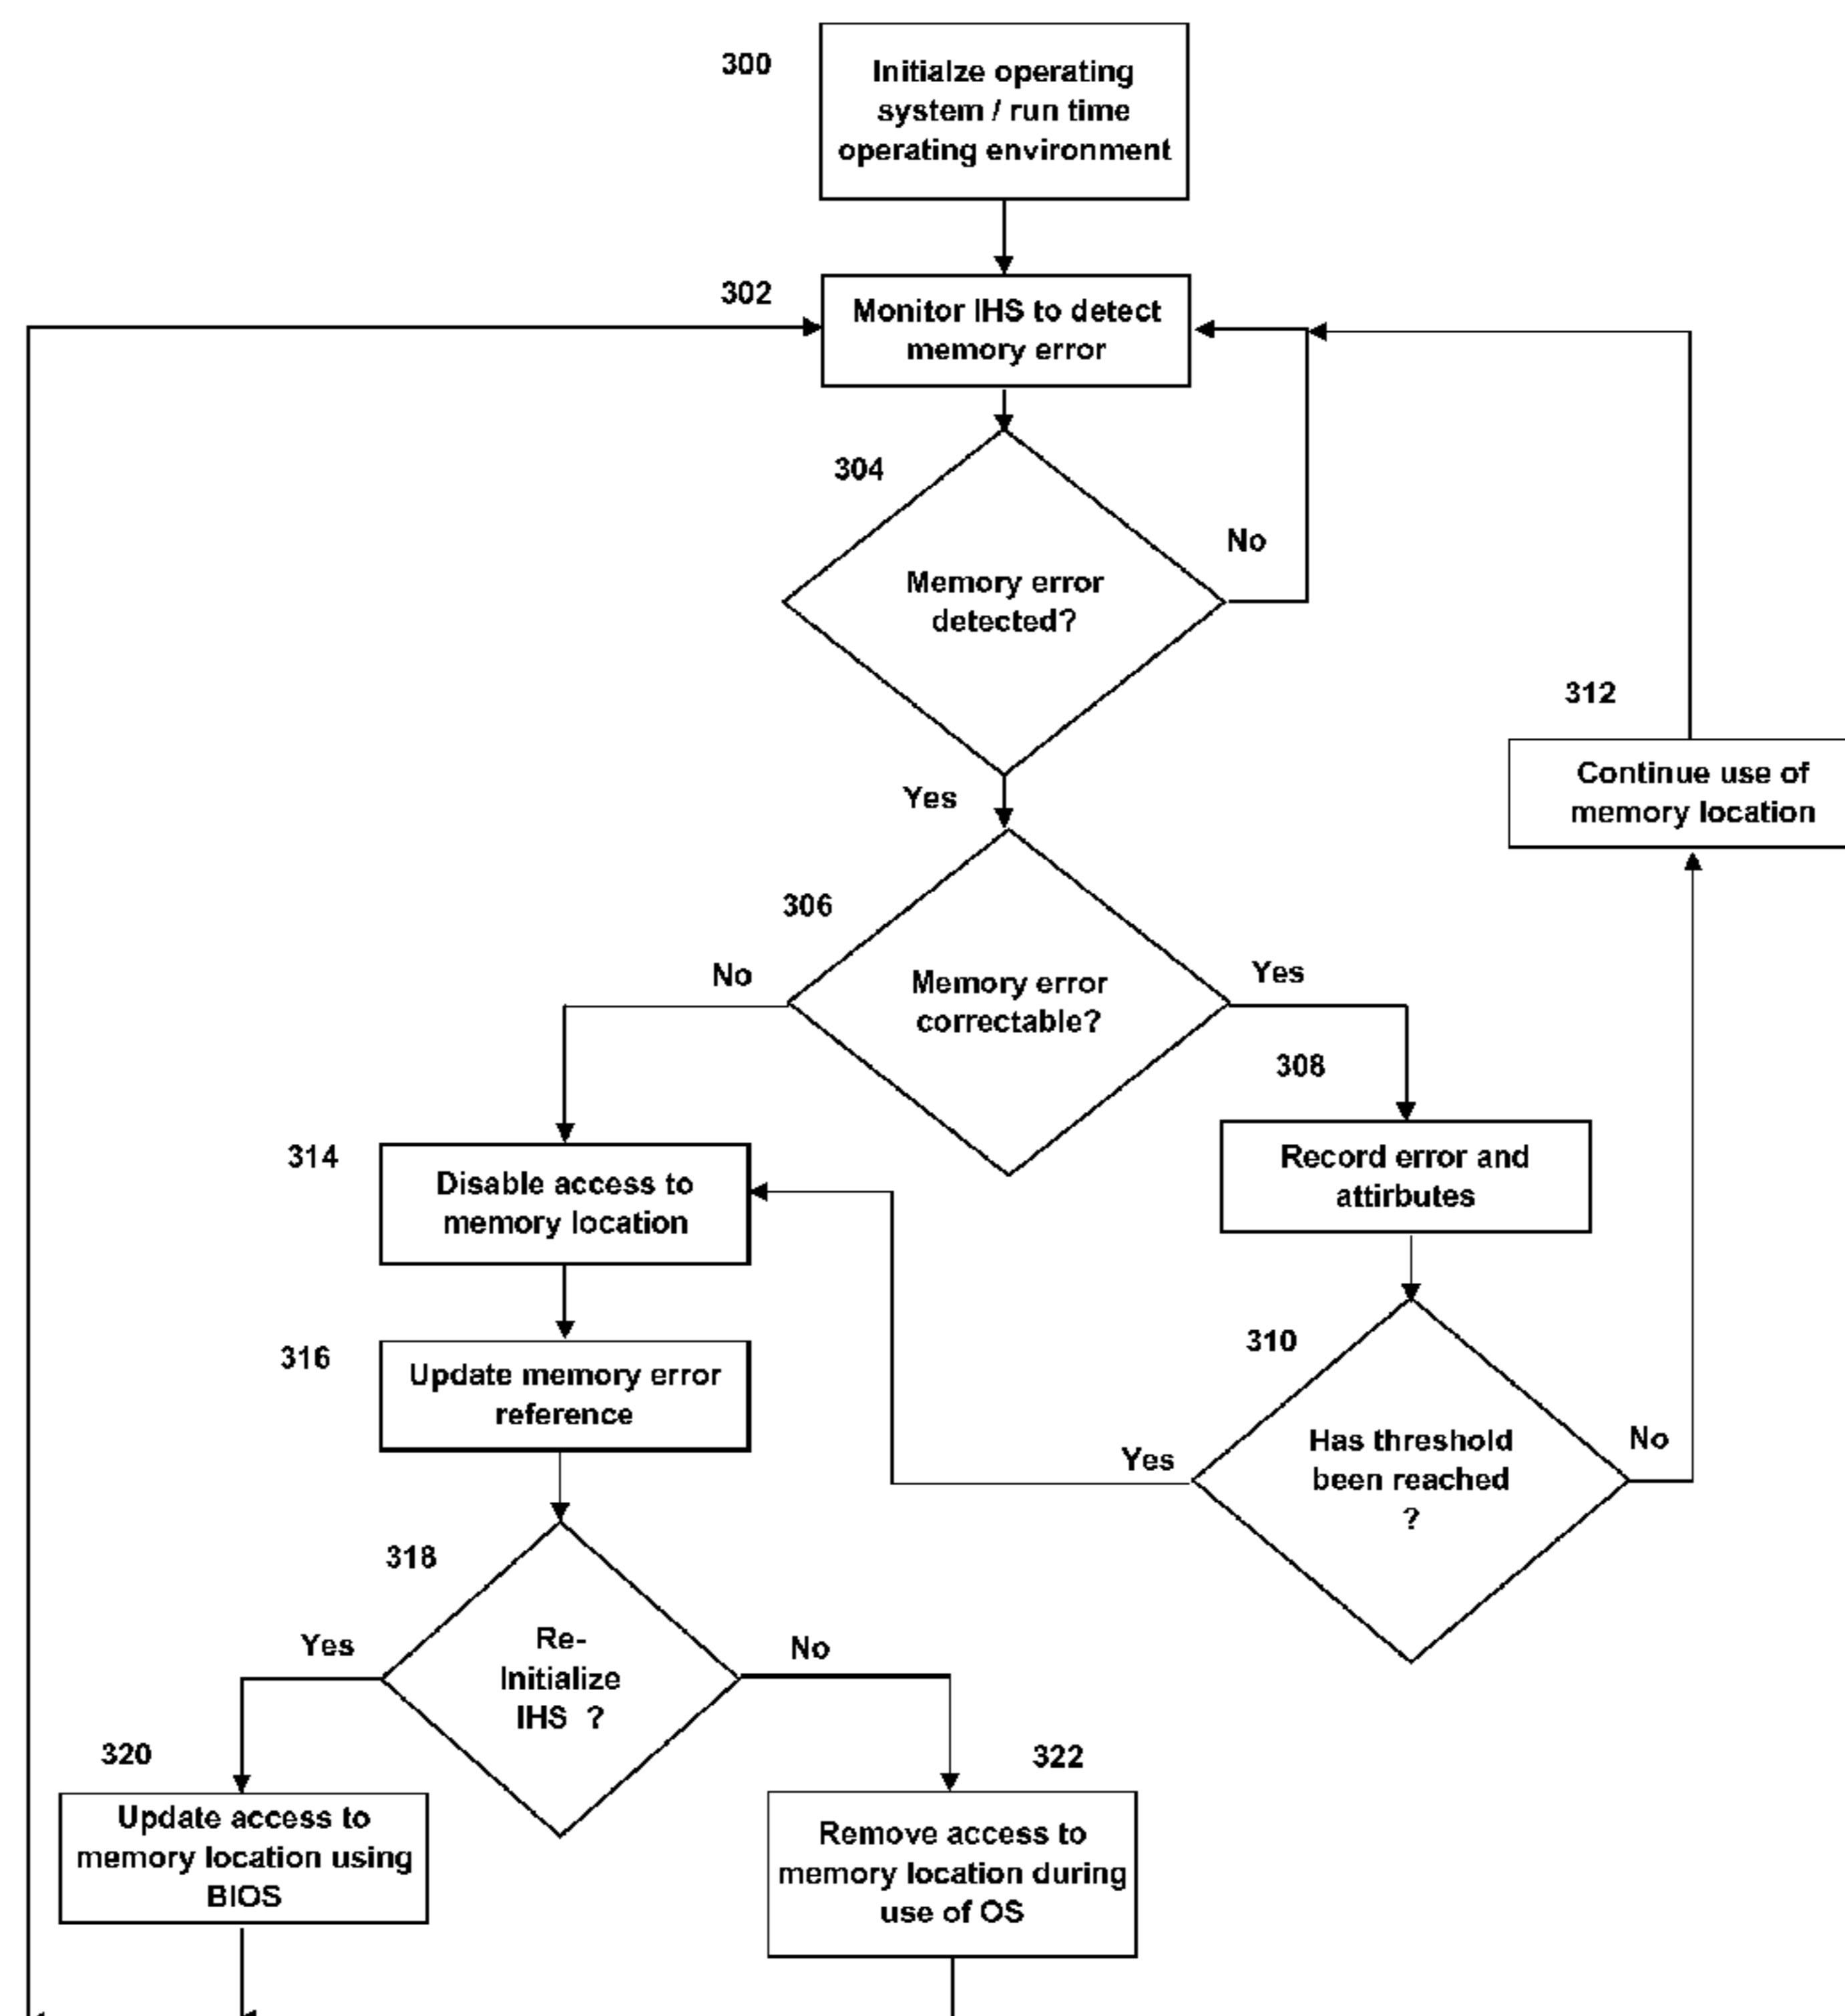 300
Initialze operating
system / run time
operating environment
302
Monitor IHS to detect
memory error
304
No
Memory error
detected?
312
Continue use of
memory location
Yes
306
No
Memory error
correctable?
Yes
308
314
Disable access to
memory location
Record error and
attirbutes
316
Update memory error
reference
310
Has threshold
been reached
?
No
Yes
318
Yes
Re-
Initialize
IHS ?
No
320
322
Update access to
memory location using
BIOS
Remove access to
memory location during
use of OS